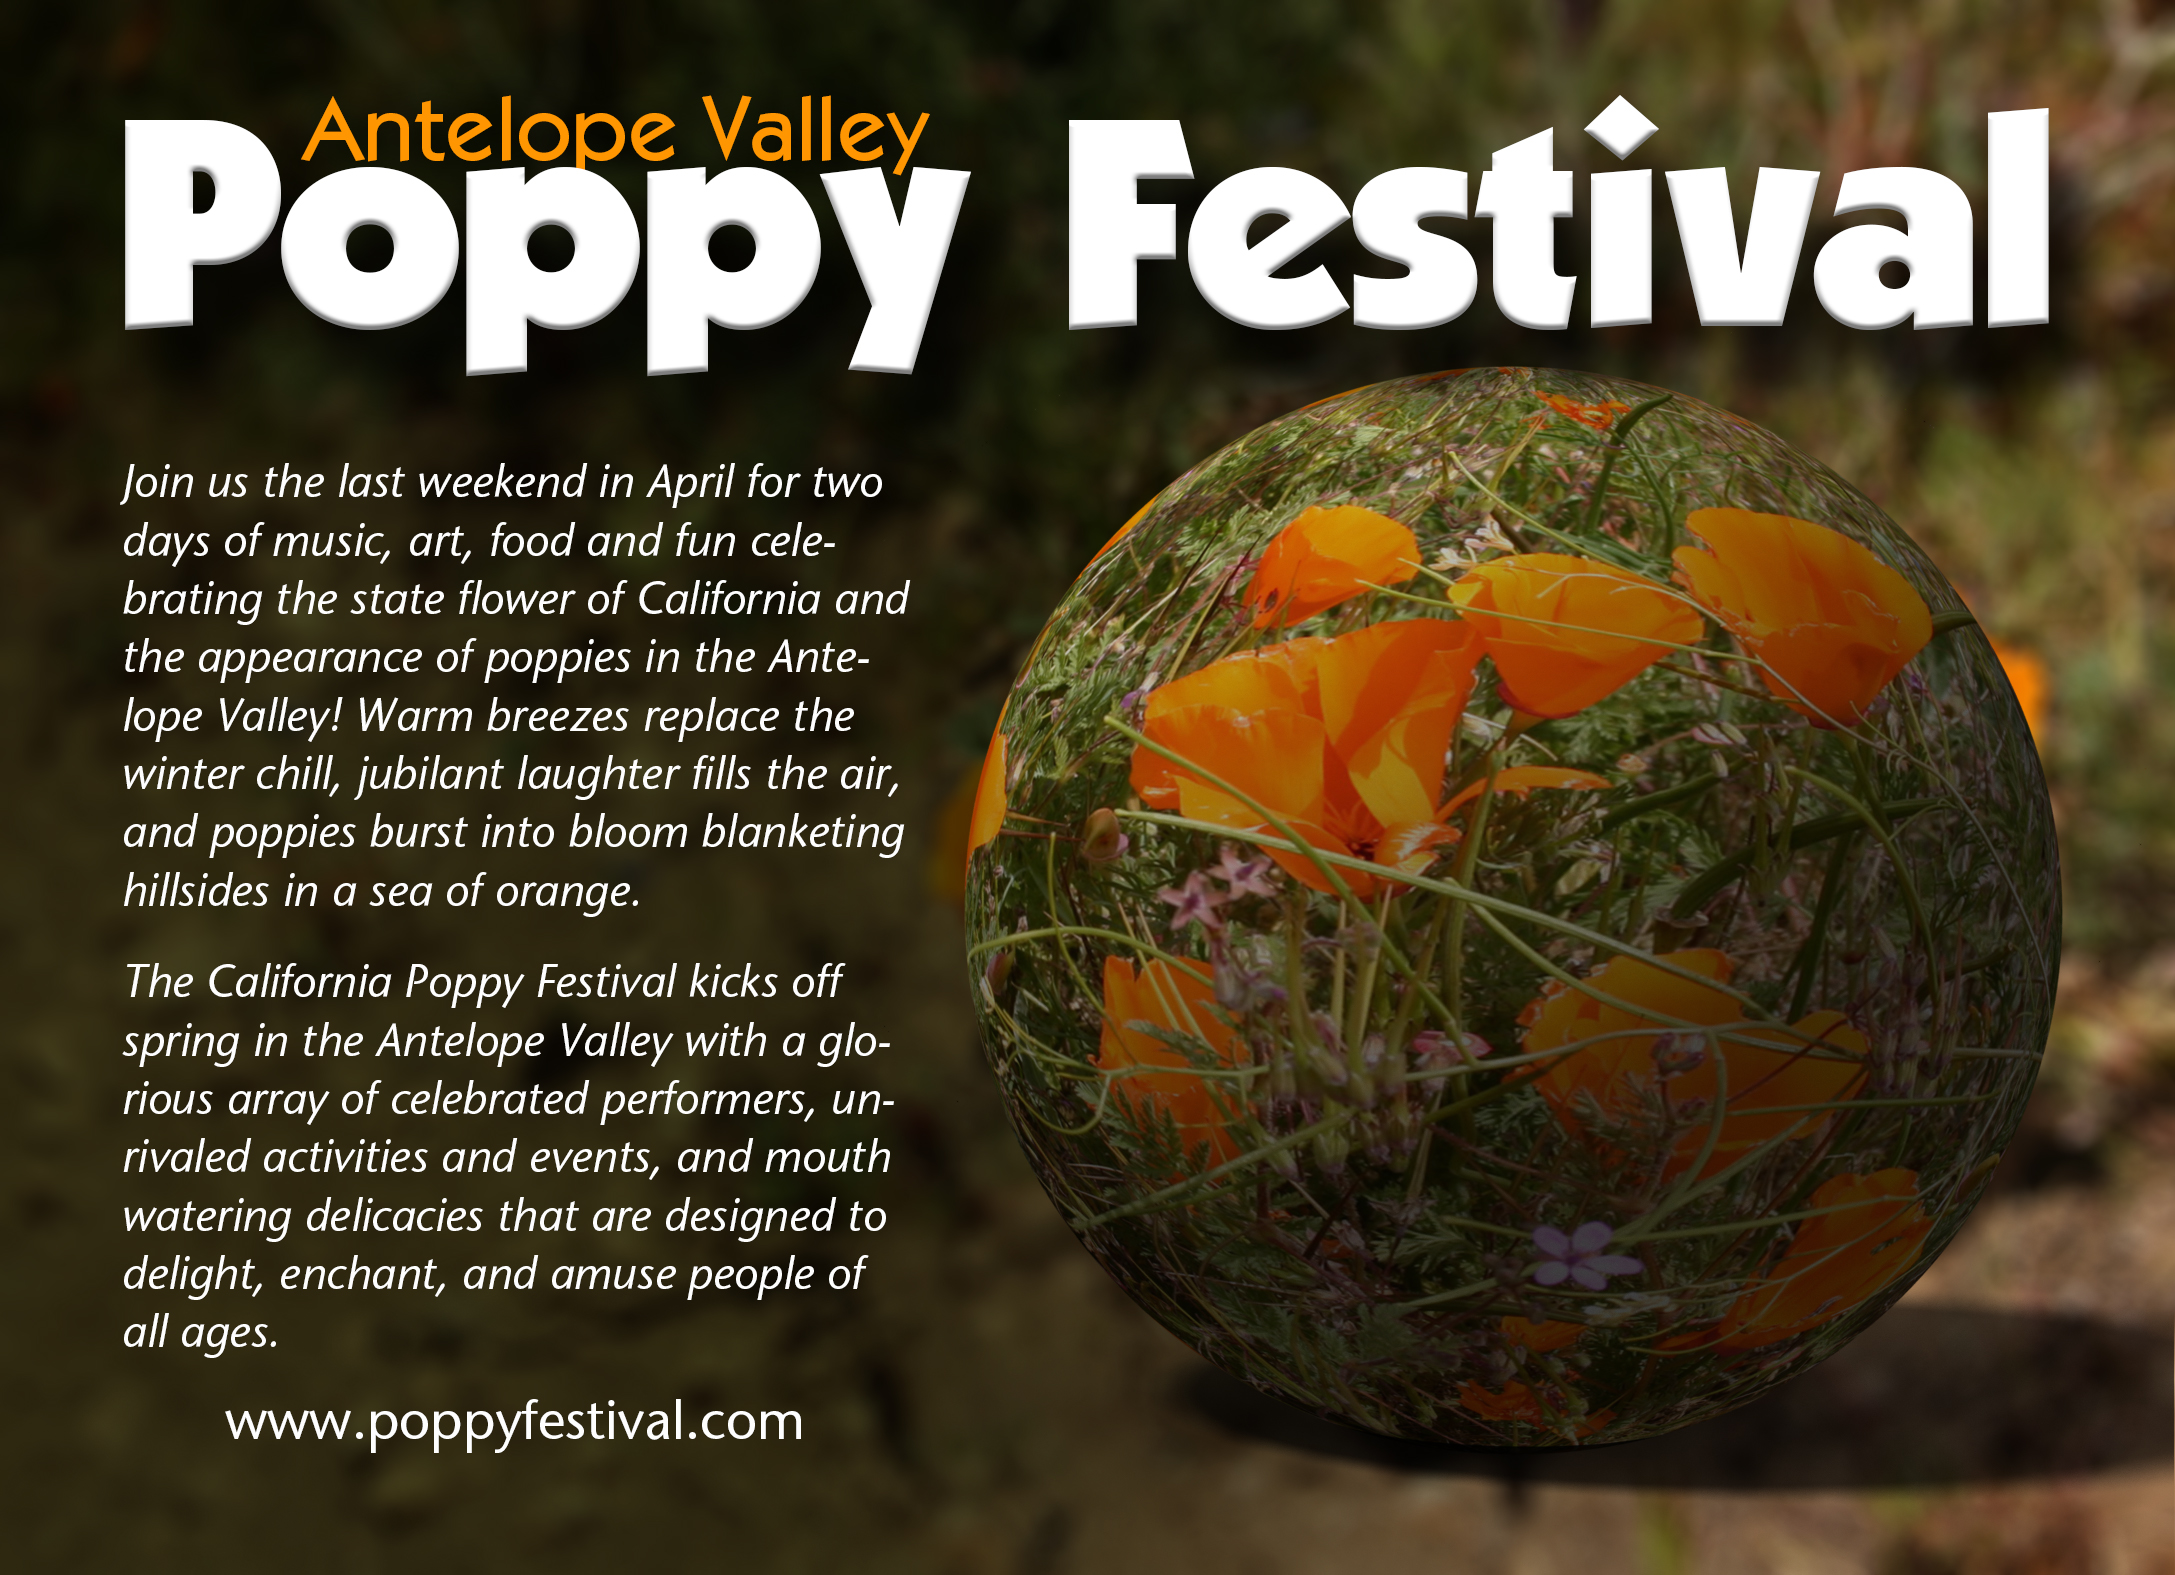 Antelope Valley
Poppy Festival
Join us the last weekend in April for two
days of music, art, food and fun cele-
brating the state flower of California and
the appearance of poppies in the Ante-
lope Valley! Warm breezes replace the
winter chill, jubilant laughter fills the air,
and poppies burst into bloom blanketing
hillsides in a sea of orange.
The California Poppy Festival kicks off
spring in the Antelope Valley with a glo-
rious array of celebrated performers, un-
rivaled activities and events, and mouth
watering delicacies that are designed to
delight, enchant, and amuse people of
all ages.
www.poppyfestival.com